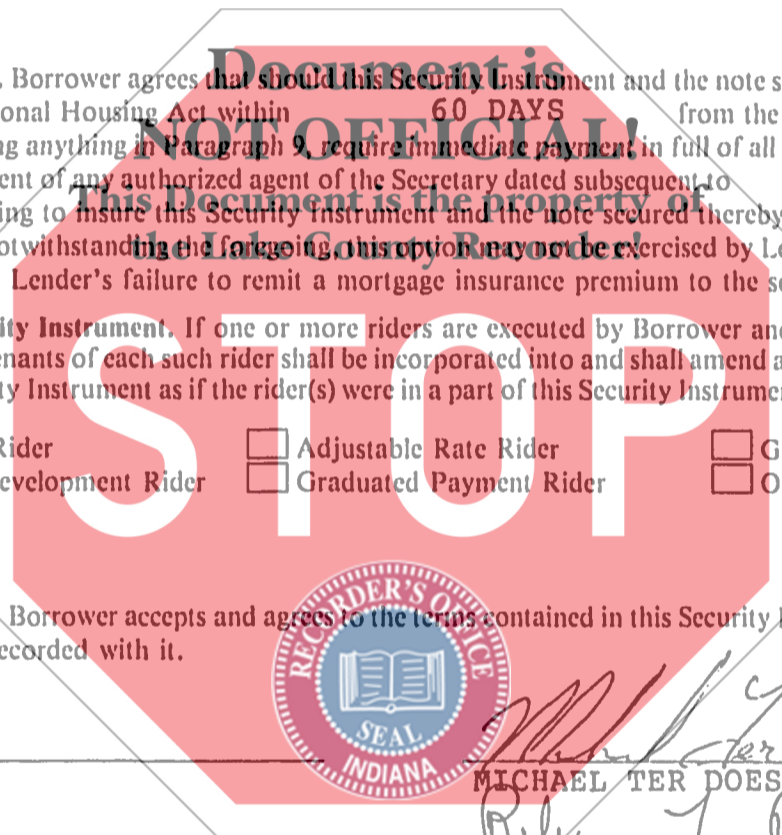 Document is
. Borrower agrees that should this Security Instrument and the note s
onal Housing Act within 60 DAYS from the
NOT OFFICIAL!
ng anything in Paragraph 9, require immediate payment in full of all
ent of any authorized agent of the Secretary dated subsequent to
This Document is the property of
ing to insure this Security Instrument and the note secured thereby
otwithstanding the foregoing, this option may not be exercised by Le
the Lake County Recorder!
Lender's failure to remit a mortgage insurance premium to the s
ity Instrument. If one or more riders are executed by Borrower and
enants of each such rider shall be incorporated into and shall amend a
ty Instrument as if the rider(s) were in a part of this Security Instrume
STOP
Rider Adjustable Rate Rider G
evelopment Rider Graduated Payment Rider O
. Borrower accepts and agrees to the terms contained in this Security
ecorded with it.
RECORDER'S OFFICE
SEAL
INDIANA
MICHAEL TER DOES